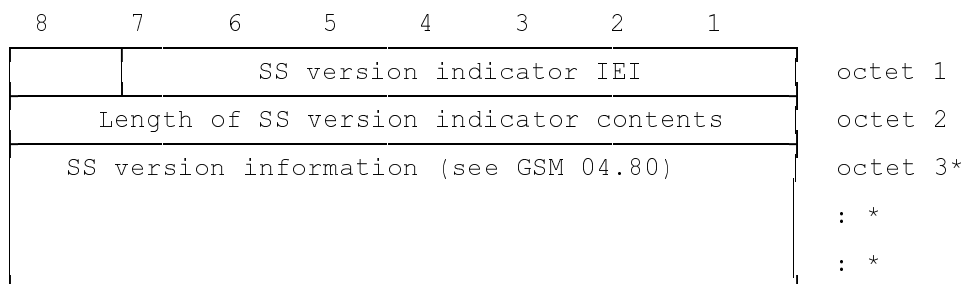 8 7 6 5 4 3 2 1
SS version indicator IEI octet 1
Length of SS version indicator contents octet 2
SS version information (see GSM 04.80) octet 3*
: *
: *